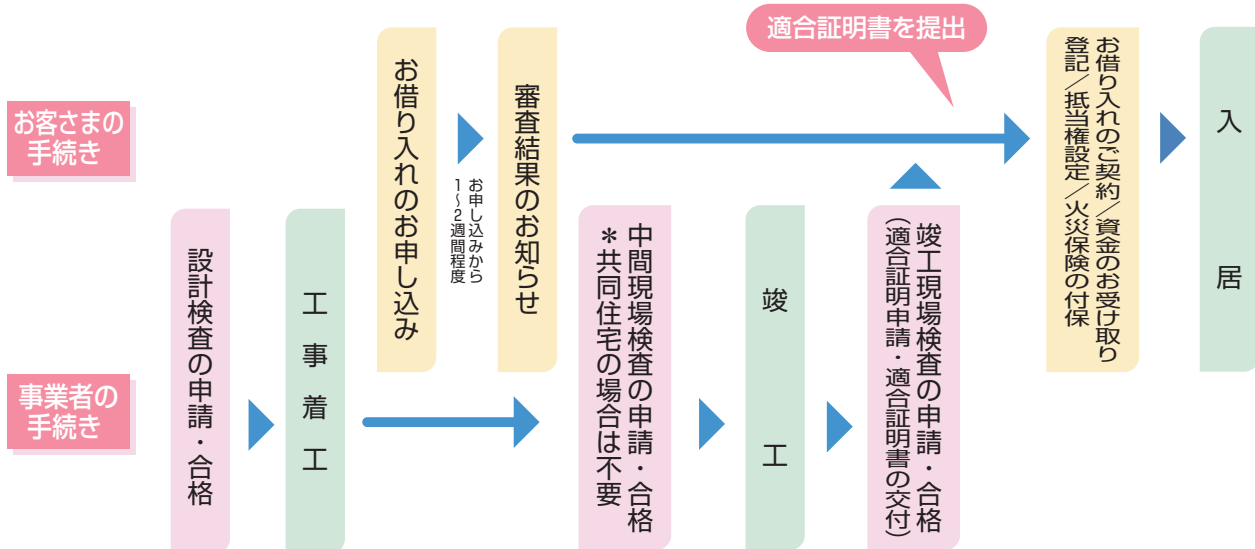 適合証明書を提出
お客さまの
手続き
お借り入れのお申し込み
お申し込みから
1〜2週間程度
審査結果のお知らせ
お借り入れのご契約／資金のお受け取り
登記／抵当権設定／火災保険の付保
入居
事業者の
手続き
設計検査の申請・合格
工事着工
中間現場検査の申請・合格
＊共同住宅の場合は不要
竣工
竣工現場検査の申請・合格
(適合証明申請・適合証明書の交付)